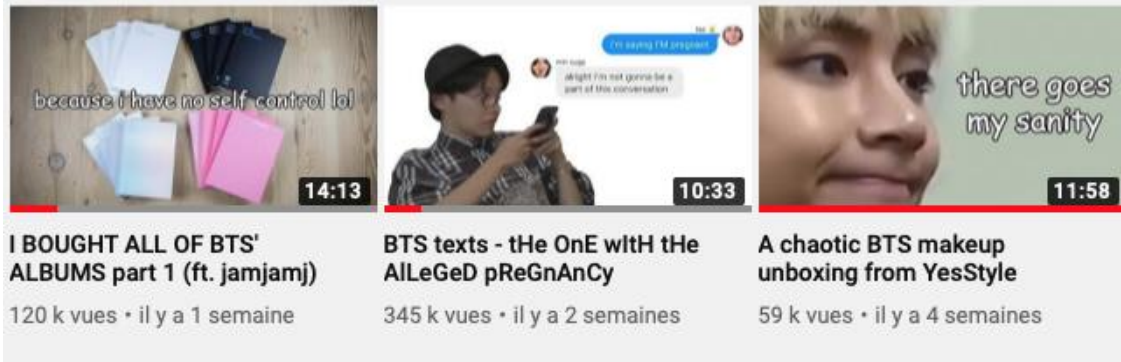 because i have no self control lol
14:13
I'm saying I'M pregnant
alright i'm not gonna be a
part of this conversation
10:33
there goes
my sanity
11:58
I BOUGHT ALL OF BTS'
ALBUMS part 1 (ft. jamjamj)
120 k vues • il y a 1 semaine
BTS texts - tHe OnE wItH tHe
AlLeGeD pReGnAnCy
345 k vues • il y a 2 semaines
A chaotic BTS makeup
unboxing from YesStyle
59 k vues • il y a 4 semaines